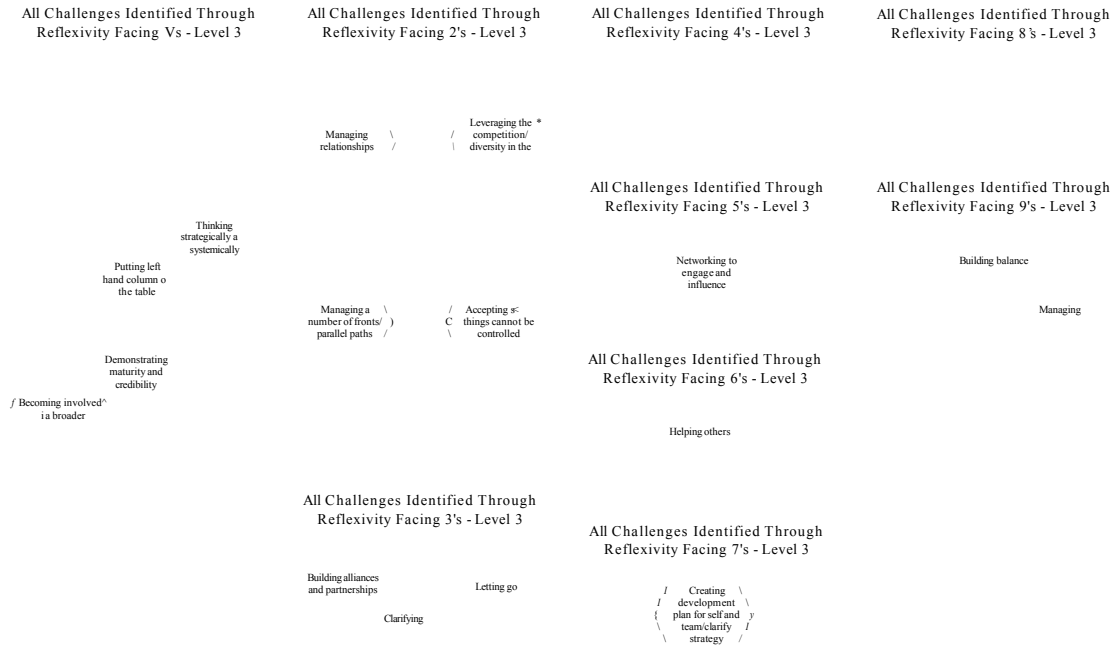 All Challenges Identified Through
Reflexivity Facing Vs - Level 3
Thinking
strategically a
systemically
Putting left
hand column o
the table
Demonstrating
maturity and
credibility
f Becoming involved^
i a broader
All Challenges Identified Through
Reflexivity Facing 2's - Level 3
Managing \
relationships /
/ Leveraging the *
\ competition/
diversity in the
Managing a \
number of fronts/ )
parallel paths /
/ Accepting s<
C things cannot be
\ controlled
All Challenges Identified Through
Reflexivity Facing 3's - Level 3
Building alliances
and partnerships
Letting go
Clarifying
All Challenges Identified Through
Reflexivity Facing 4's - Level 3
All Challenges Identified Through
Reflexivity Facing 5's - Level 3
Networking to
engage and
influence
All Challenges Identified Through
Reflexivity Facing 6's - Level 3
Helping others
All Challenges Identified Through
Reflexivity Facing 7's - Level 3
I Creating \
I development \
{ plan for self and y
\ team/clarify I
\ strategy /
All Challenges Identified Through
Reflexivity Facing 8's - Level 3
All Challenges Identified Through
Reflexivity Facing 9's - Level 3
Building balance
Managing